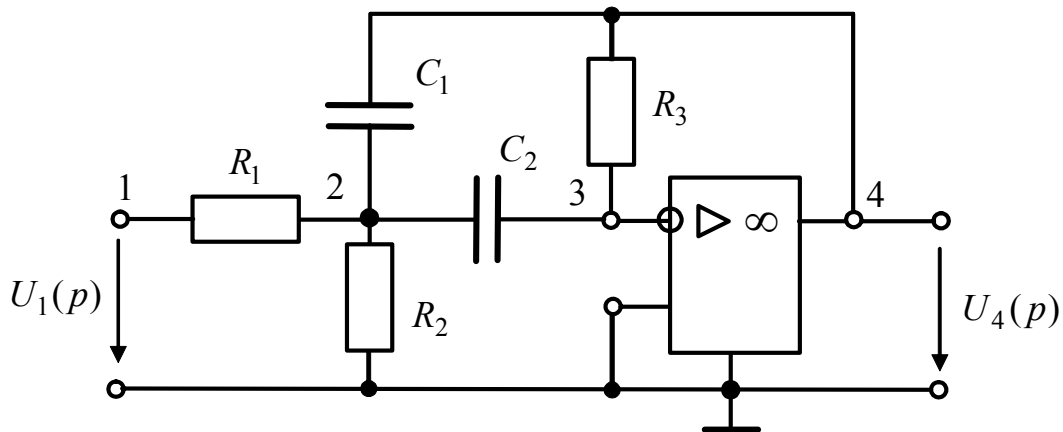 C₁
R₃
C₂
1
R₁
2
3
▷ ∞
4
U₁(p)
R₂
U₄(p)